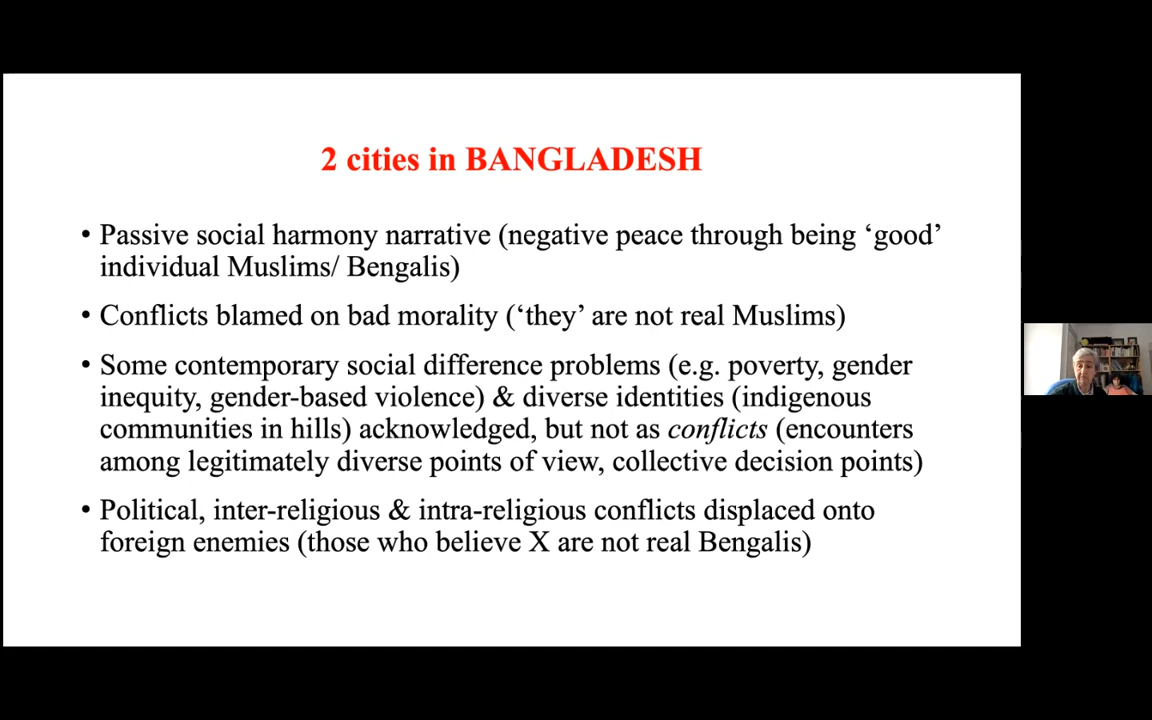 2 cities in BANGLADESH
• Passive social harmony narrative (negative peace through being ‘good’
individual Muslims/ Bengalis)
• Conflicts blamed on bad morality (‘they’ are not real Muslims)
• Some contemporary social difference problems (e.g. poverty, gender
inequity, gender-based violence) & diverse identities (indigenous
communities in hills) acknowledged, but not as conflicts (encounters
among legitimately diverse points of view, collective decision points)
• Political, inter-religious & intra-religious conflicts displaced onto
foreign enemies (those who believe X are not real Bengalis)